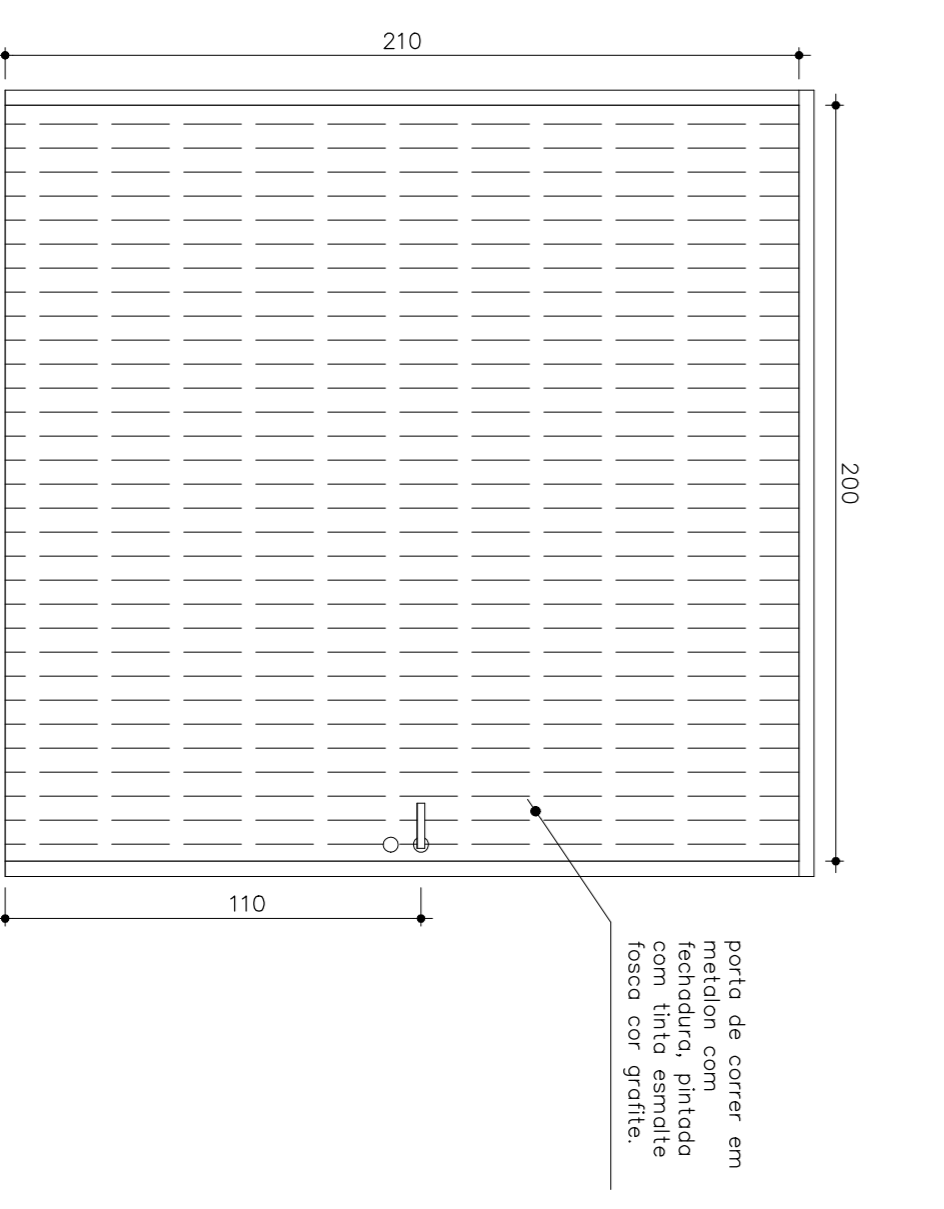 210
200
110
porta de correr em
metalon com
fechadura, pintada
com tinta esmalte
fosca cor grafite.